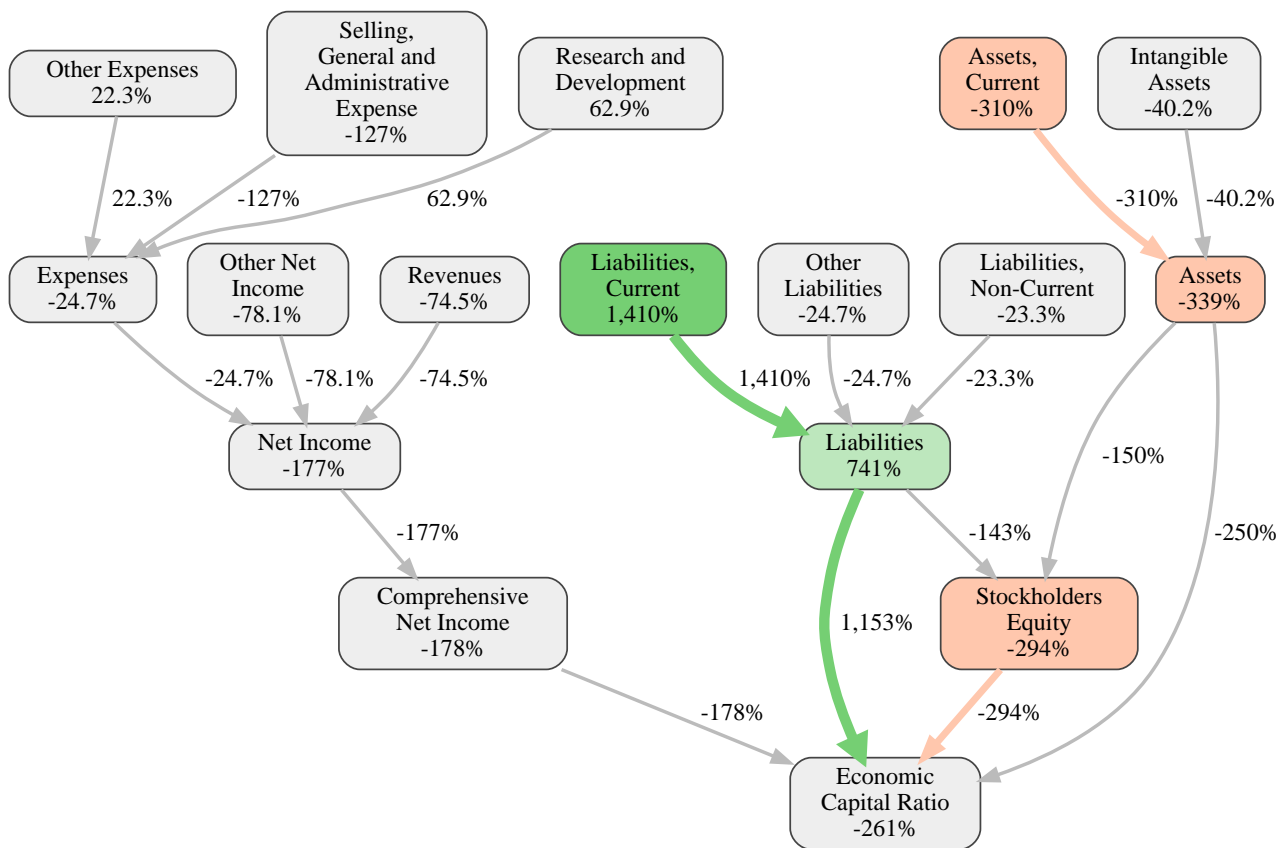 Other Expenses
22.3%
Selling,
General and
Administrative
Expense
-127%
Research and
Development
62.9%
Assets,
Current
-310%
Intangible
Assets
-40.2%
22.3%
-127%
62.9%
-310%
-40.2%
Expenses
-24.7%
Other Net
Income
-78.1%
Revenues
-74.5%
Liabilities,
Current
1,410%
Other
Liabilities
-24.7%
Liabilities,
Non-Current
-23.3%
Assets
-339%
-24.7%
-78.1%
-74.5%
1,410%
-24.7%
-23.3%
Net Income
-177%
Liabilities
741%
-150%
-177%
-143%
-250%
Comprehensive
Net Income
-178%
1,153%
Stockholders
Equity
-294%
-178%
-294%
Economic
Capital Ratio
-261%